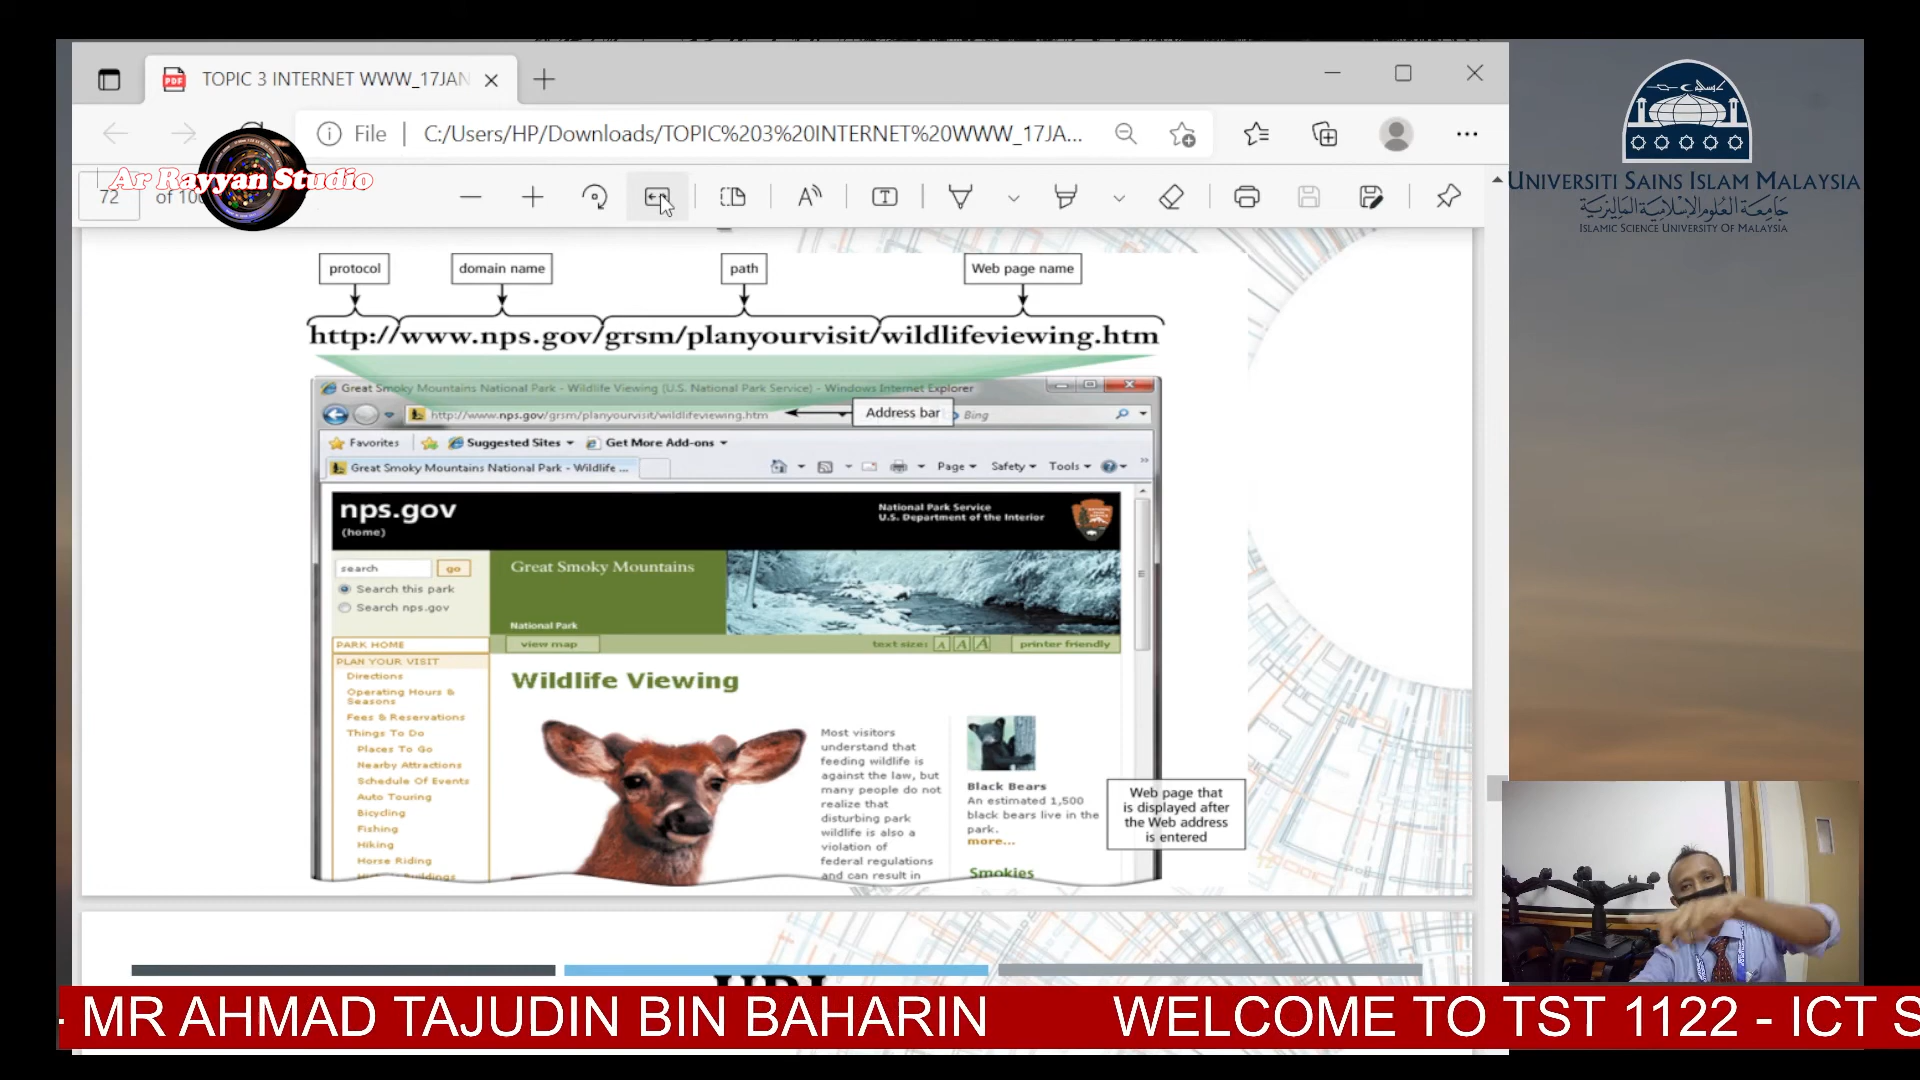 TOPIC 3 INTERNET WWW_17JAN
File
C:/Users/HP/Downloads/TOPIC%203%20INTERNET%20WWW_17JA...
UNIVERSITI SAINS ISLAM MALAYSIA
جامعة العلوم الإسلامية الماليزية
ISLAMIC SCIENCE UNIVERSITY OF MALAYSIA
Ar Rayyan Studio
72
of 10
protocol
domain name
path
Web page name
http://www.nps.gov/grsm/planyourvisit/wildlifeviewing.htm
Great Smoky Mountains National Park - Wildlife Viewing (U.S. National Park Service) - Windows Internet Explorer
http://www.nps.gov/grsm/planyourvisit/wildlifeviewing.htm
Address bar
Bing
Favorites
Suggested Sites
Get More Add-ons
Great Smoky Mountains National Park - Wildlife ...
Page
Safety
Tools
nps.gov
(home)
National Park Service
U.S. Department of the Interior
search
go
Search this park
Search nps.gov
Great Smoky Mountains
National Park
view map
text size: A A A
printer friendly
PARK HOME
PLAN YOUR VISIT
Directions
Operating Hours &
Seasons
Fees & Reservations
Things To Do
Places To Go
Nearby Attractions
Schedule Of Events
Auto Touring
Bicycling
Fishing
Hiking
Horse Riding
Wildlife Viewing
Most visitors
understand that
feeding wildlife is
against the law, but
many people do not
realize that
disturbing park
wildlife is also a
violation of
federal regulations
and can result in
Black Bears
An estimated 1,500
black bears live in the
park.
more...
Smokies
Web page that
is displayed after
the Web address
is entered
- MR AHMAD TAJUDIN BIN BAHARIN
WELCOME TO TST 1122 - ICT S